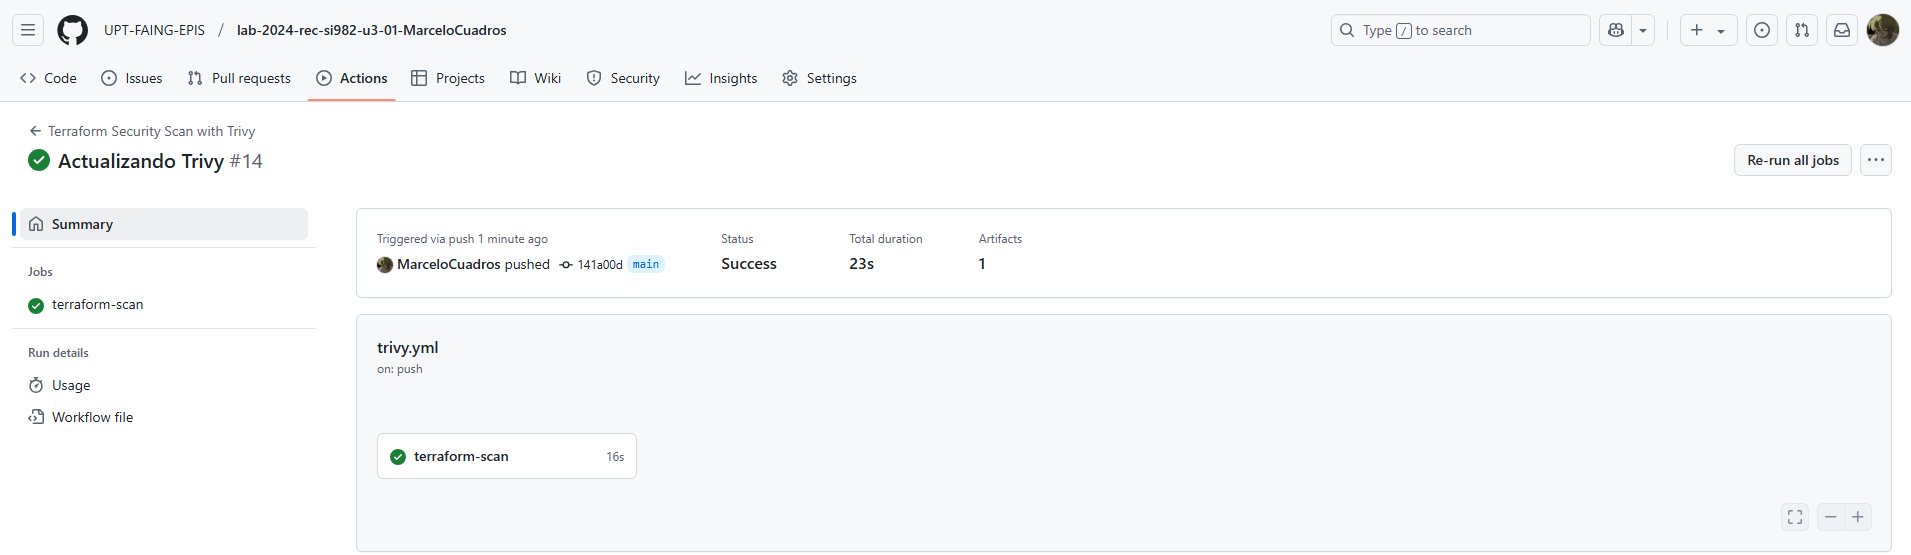 UPT-FAING-EPIS / lab-2024-rec-si982-u3-01-MarceloCuadros
Type / to search
Code Issues Pull requests Actions Projects Wiki Security Insights Settings
Terraform Security Scan with Trivy
Actualizando Trivy #14
Re-run all jobs
Summary
Jobs
terraform-scan
Run details
Usage
Workflow file
Triggered via push 1 minute ago
MarceloCuadros pushed 141a00d main
Status
Success
Total duration
23s
Artifacts
1
trivy.yml
on: push
terraform-scan 16s